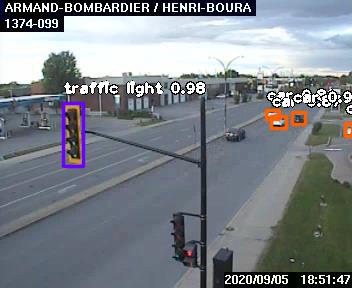 ARMAND-BOMBARDIER / HENRI-BOURA
1374-099
traffic light 0.98
2020/09/05 18:51:47